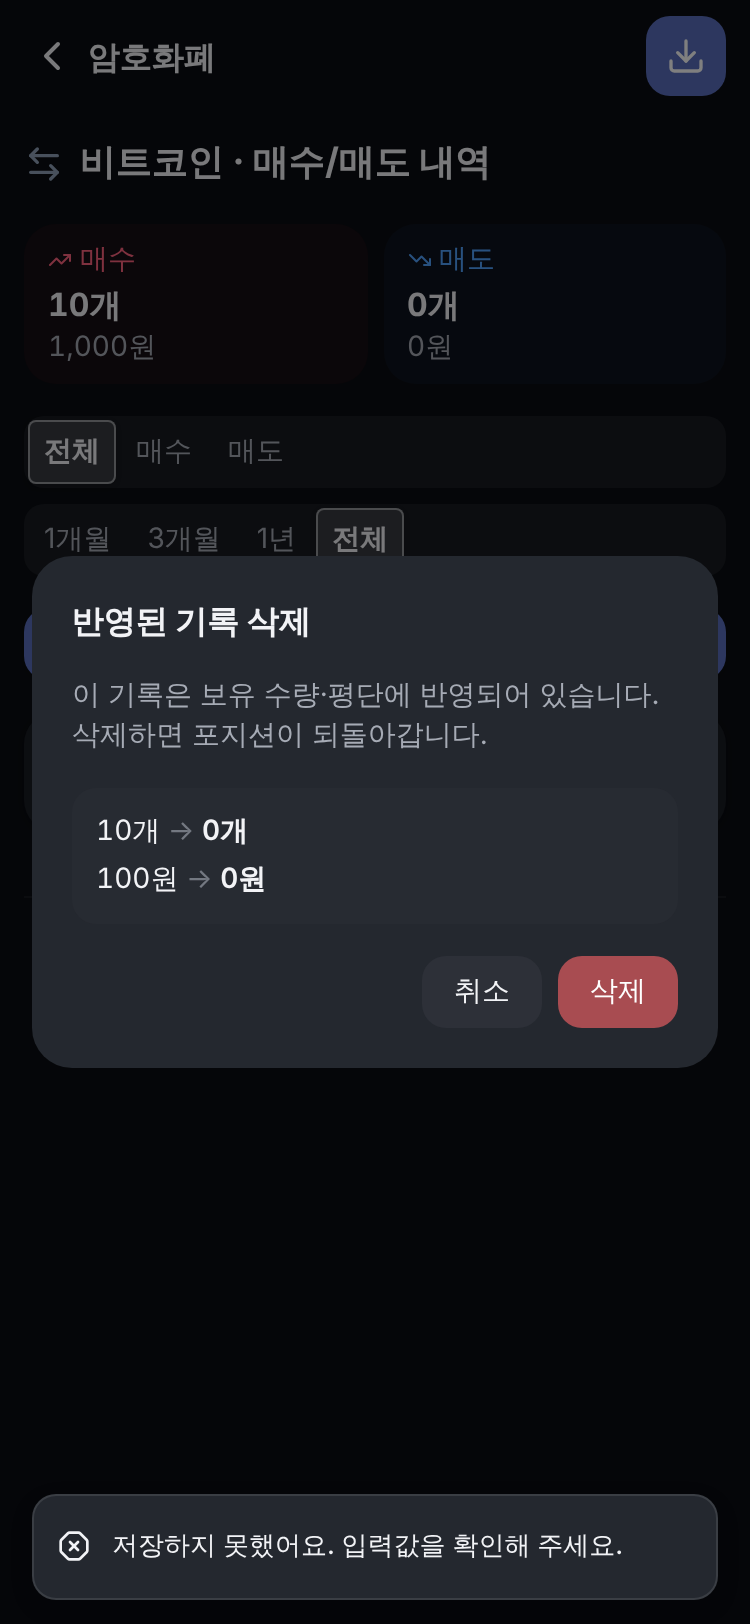 암호화폐
비트코인 · 매수/매도 내역
매수
10개
1,000원
매도
0개
0원
전체 매수 매도
1개월 3개월 1년 전체
반영된 기록 삭제
이 기록은 보유 수량·평단에 반영되어 있습니다.
삭제하면 포지션이 되돌아갑니다.
10개 → 0개
100원 → 0원
취소 삭제
저장하지 못했어요. 입력값을 확인해 주세요.